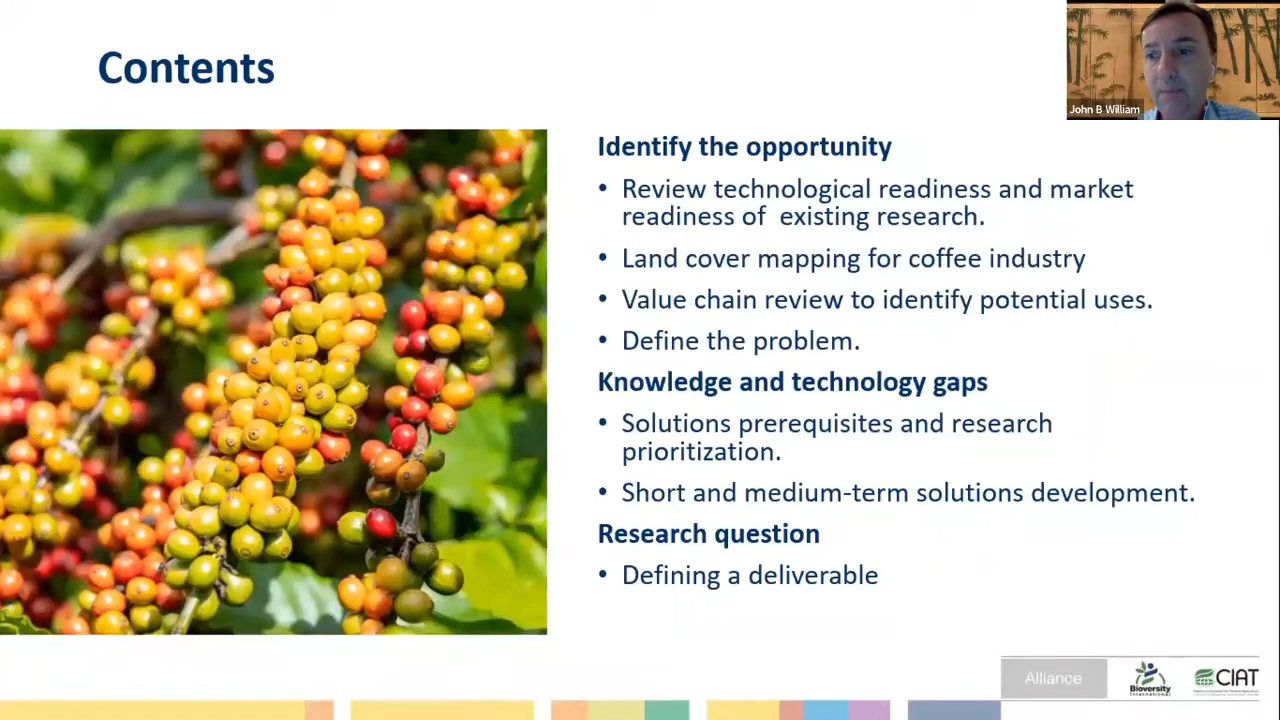 Contents
John B William
Identify the opportunity
• Review technological readiness and market
readiness of existing research.
• Land cover mapping for coffee industry
• Value chain review to identify potential uses.
• Define the problem.
Knowledge and technology gaps
• Solutions prerequisites and research
prioritization.
• Short and medium-term solutions development.
Research question
• Defining a deliverable
Alliance
Bioversity
International
CIAT